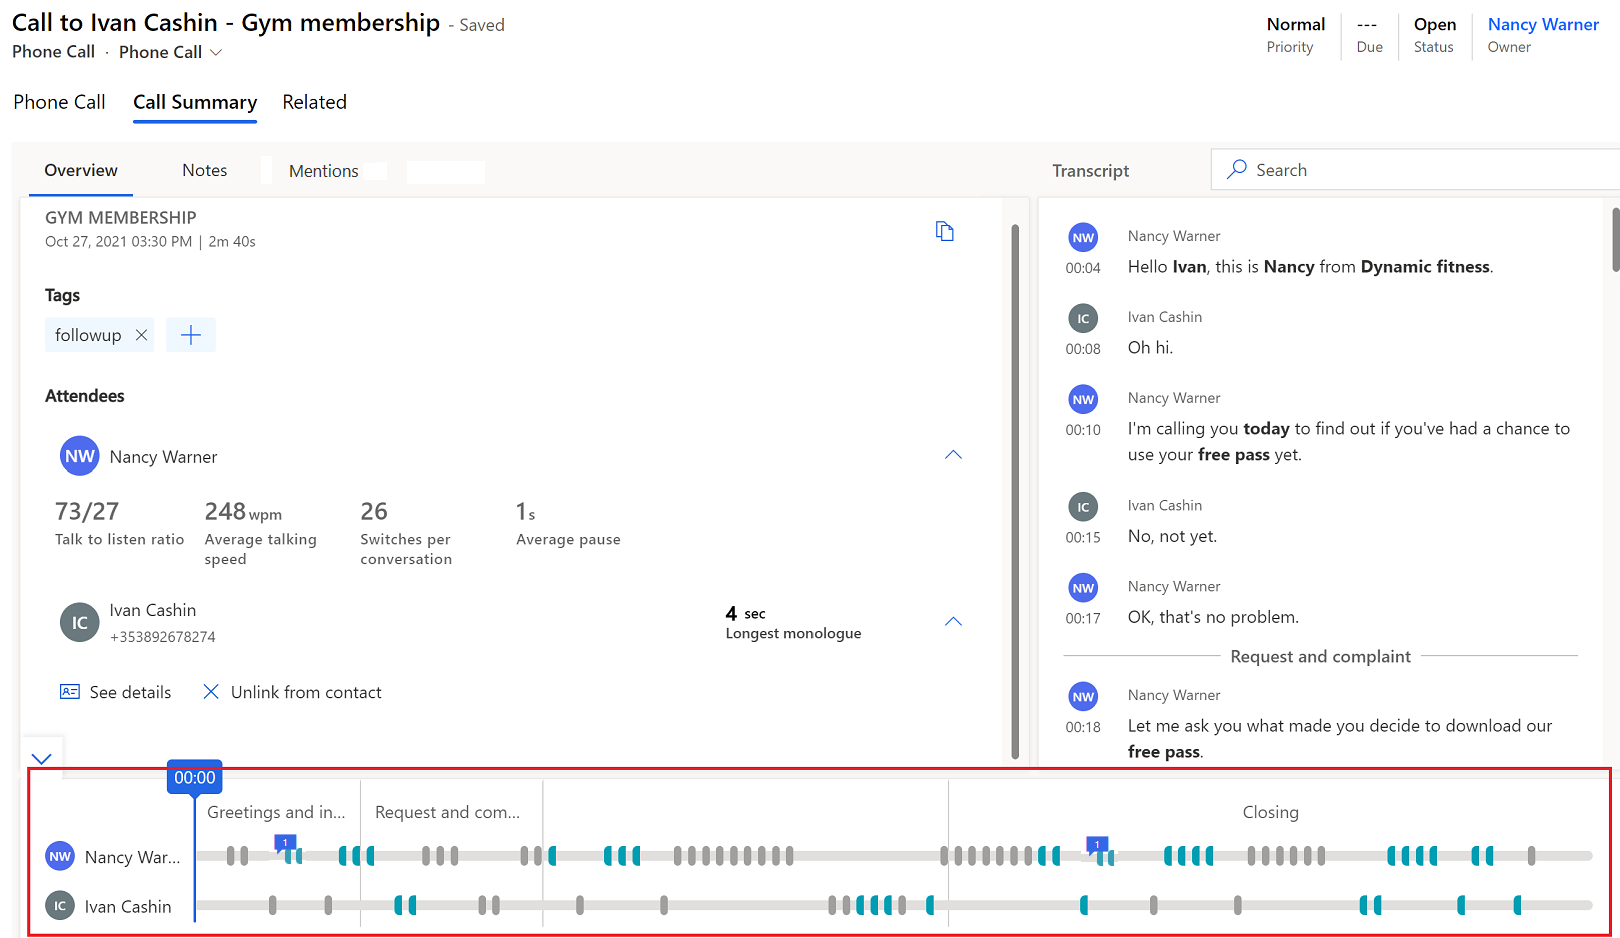 Call to Ivan Cashin - Gym membership - Saved
Phone Call · Phone Call
Normal
Priority
---
Due
Open
Status
Nancy Warner
Owner
Phone Call Call Summary Related
Overview Notes Mentions
GYM MEMBERSHIP
Oct 27, 2021 03:30 PM | 2m 40s
Tags
followup
Attendees
NW Nancy Warner
73/27
Talk to listen ratio
248 wpm
Average talking
speed
26
Switches per
conversation
1s
Average pause
IC
Ivan Cashin
+353892678274
4 sec
Longest monologue
See details Unlink from contact
Transcript
Search
NW Nancy Warner
00:04 Hello Ivan, this is Nancy from Dynamic fitness.
IC Ivan Cashin
00:08 Oh hi.
NW Nancy Warner
00:10 I'm calling you today to find out if you've had a chance to
use your free pass yet.
IC Ivan Cashin
00:15 No, not yet.
NW Nancy Warner
00:17 OK, that's no problem.
Request and complaint
NW Nancy Warner
00:18 Let me ask you what made you decide to download our
free pass.
00:00
Greetings and in... Request and com... Closing
NW Nancy War... 1 1
IC Ivan Cashin